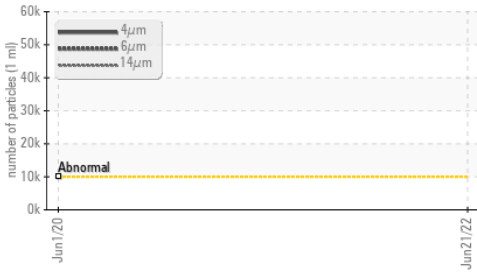 60k
50k
40k
30k
20k
10k
0k
number of particles (1 ml)
4µm
6µm
14µm
Abnormal
Jun1/20
Jun21/22